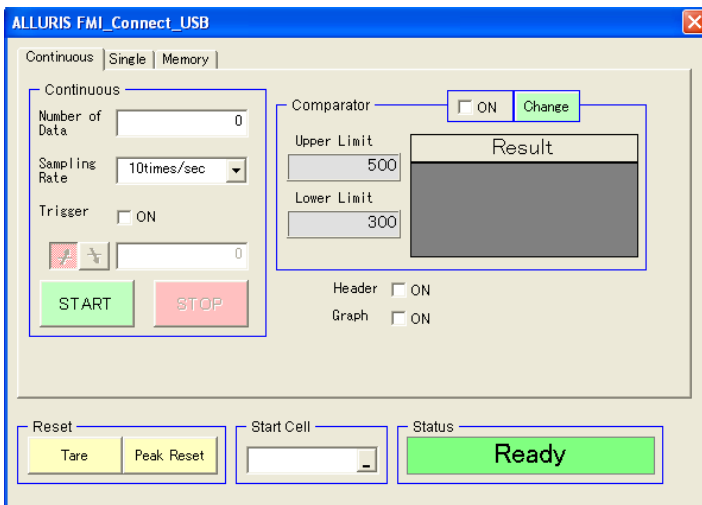 ALLURIS FMI_Connect_USB
Continuous Single Memory
Continuous
Number of
Data
0
Sampling
Rate
10times/sec
Trigger
ON
0
START STOP
Comparator
ON
Change
Upper Limit
500
Lower Limit
300
Result
Header ON
Graph ON
Reset
Tare Peak Reset
Start Cell
Status
Ready